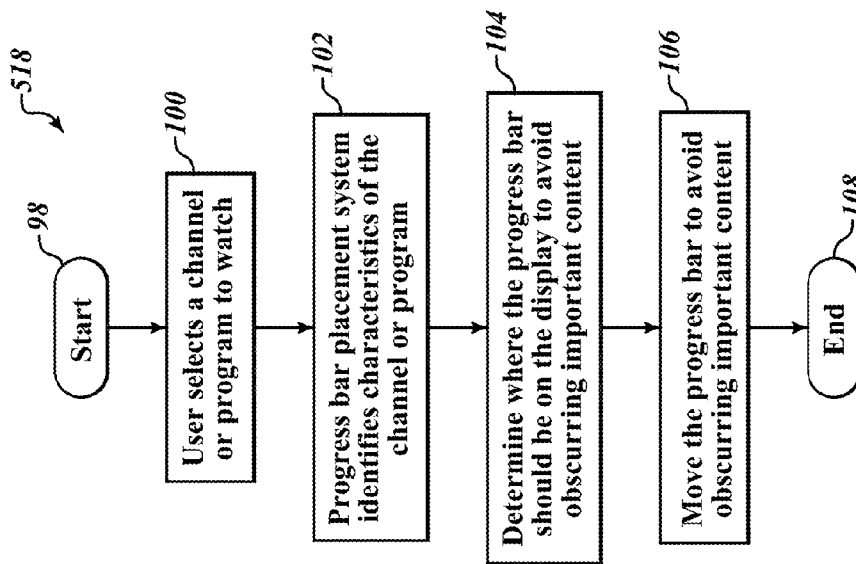 518
98
Start
100
User selects a channel
or program to watch
102
Progress bar placement system
identifies characteristics of the
channel or program
104
Determine where the progress bar
should be on the display to avoid
obscurring important content
106
Move the progress bar to avoid
obscurring important content
108
End